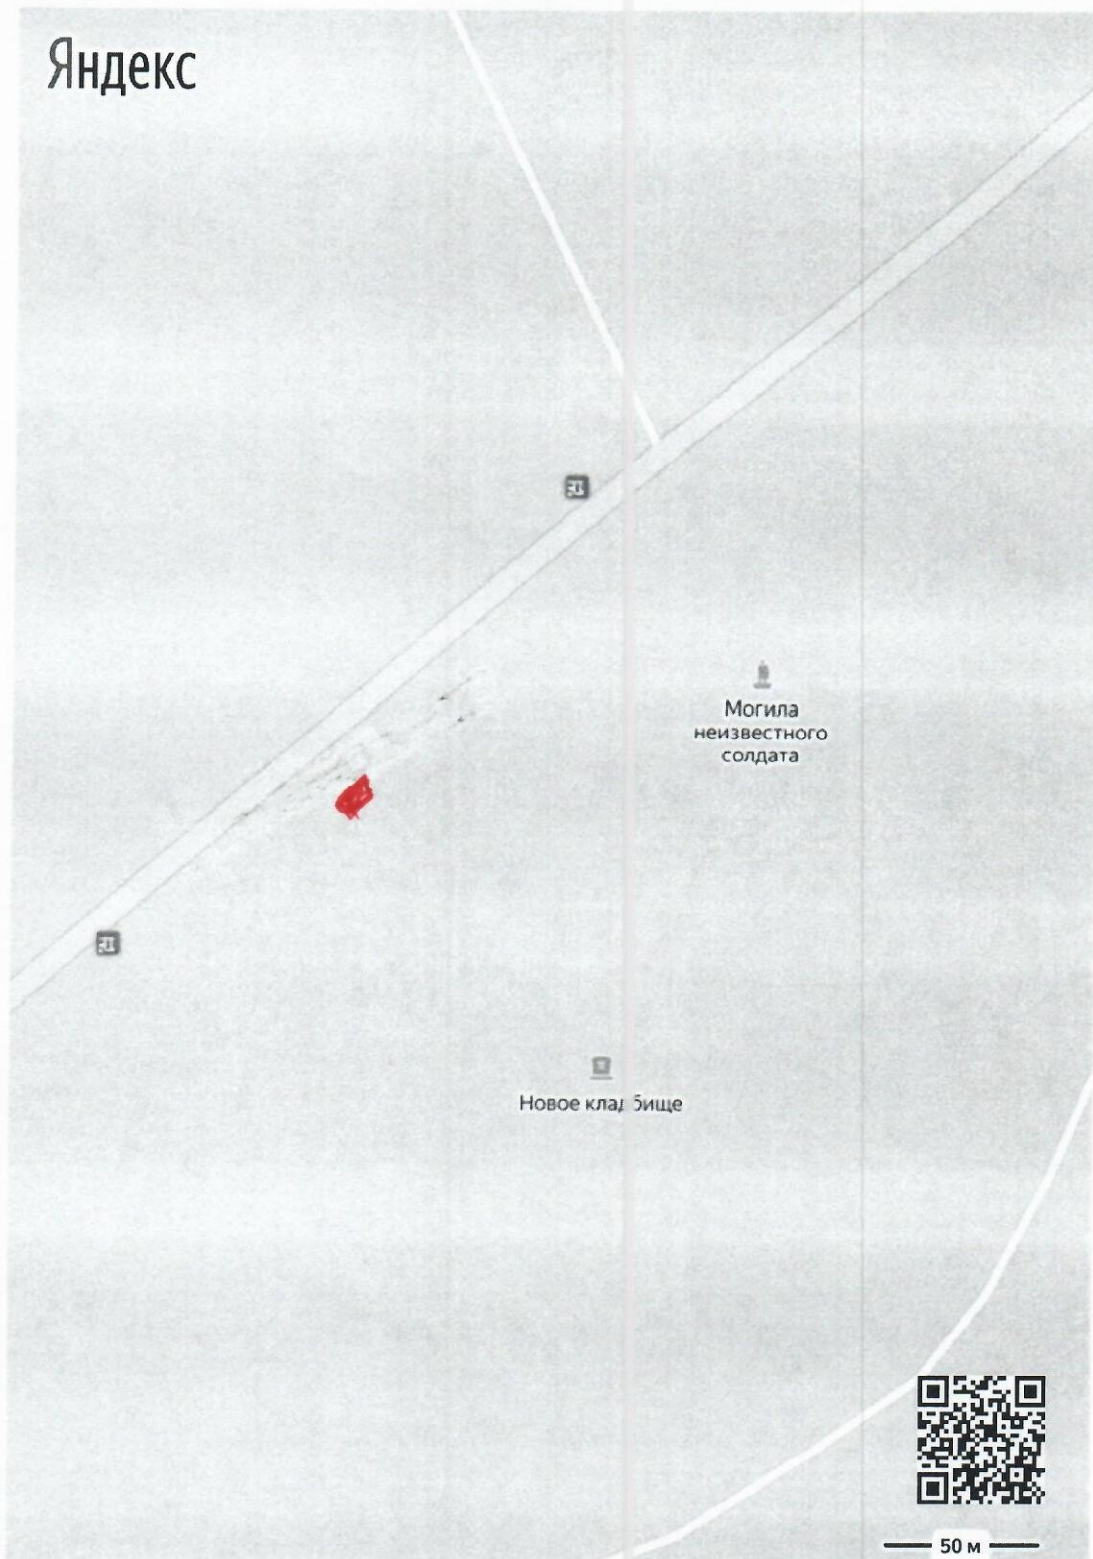 Яндекс
Могила
неизвестного
солдата
Новое кладбище
50 м